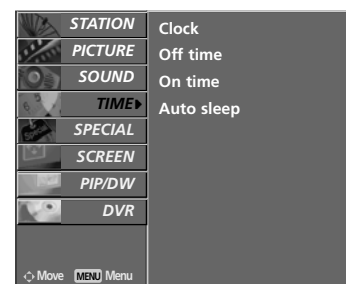 STATION
PICTURE
SOUND
TIME
SPECIAL
SCREEN
PIP/DW
DVR
Move MENU Menu
Clock
Off time
On time
Auto sleep